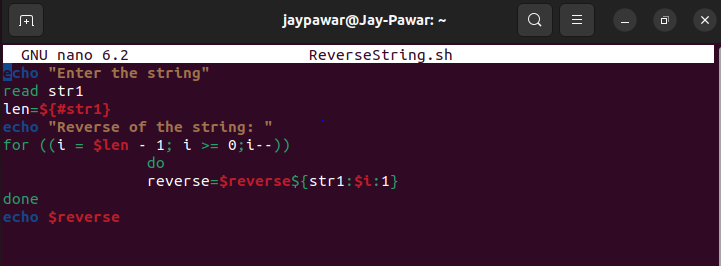 jaypawar@Jay-Pawar: ~
GNU nano 6.2 ReverseString.sh
echo "Enter the string"
read str1
len=${#str1}
echo "Reverse of the string: "
for ((i = $len - 1; i >= 0;i--))
do
reverse=$reverse${str1:$i:1}
done
echo $reverse